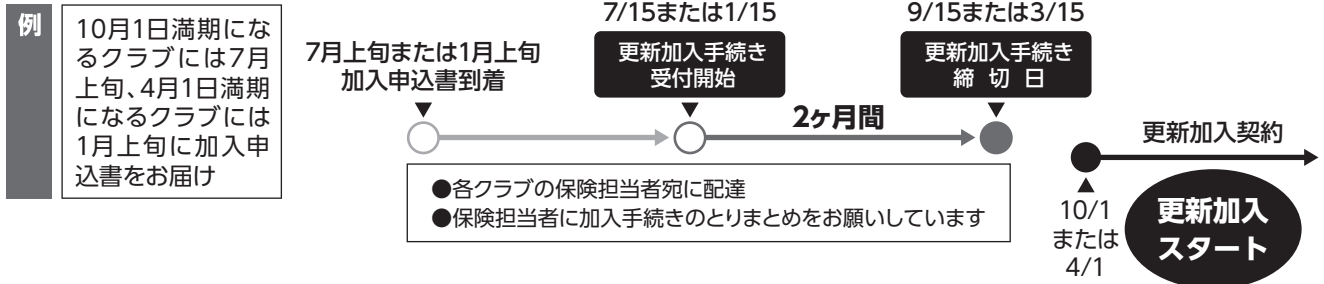 例
10月1日満期にな
るクラブには7月
上旬、4月1日満期
になるクラブには
1月上旬に加入申
込書をお届け
7月上旬または1月上旬
加入申込書到着
7/15または1/15
更新加入手続き
受付開始
2ヶ月間
9/15または3/15
更新加入手続き
締切日
●各クラブの保険担当者宛に配達
●保険担当者に加入手続きのとりまとめをお願いしています
更新加入契約
10/1
または
4/1
更新加入
スタート